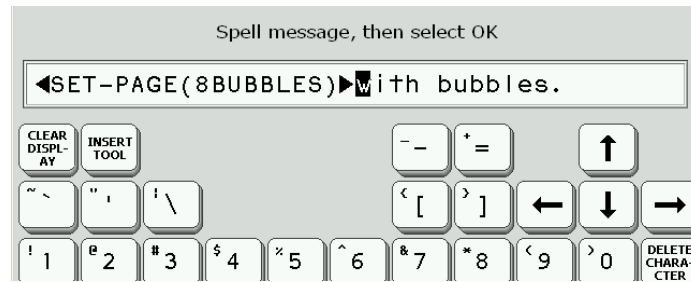 Spell message, then select OK
◀SET-PAGE(8BUBBLES)▶with bubbles.
CLEAR DISPL-AY INSERT TOOL _ - + = ↑
~ ` " ' ¦ \ { [ } ] ← ↓ →
! 1 @ 2 # 3 $ 4 % 5 ^ 6 & 7 * 8 ( 9 ) 0 DELETE CHARA-CTER